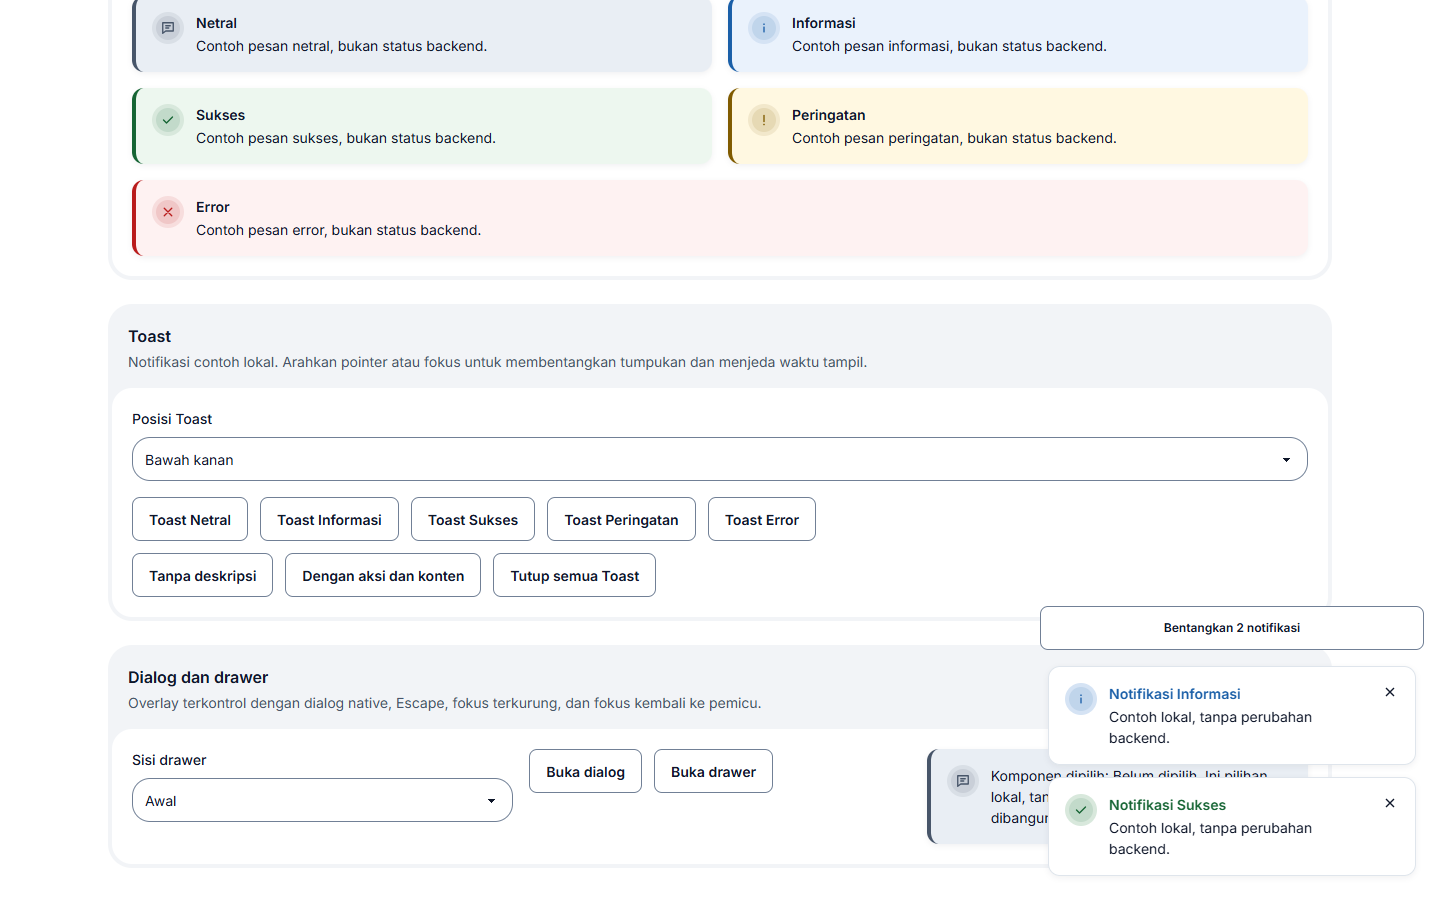 Netral
Contoh pesan netral, bukan status backend.
Informasi
Contoh pesan informasi, bukan status backend.
Sukses
Contoh pesan sukses, bukan status backend.
Peringatan
Contoh pesan peringatan, bukan status backend.
Error
Contoh pesan error, bukan status backend.
Toast
Notifikasi contoh lokal. Arahkan pointer atau fokus untuk membentangkan tumpukan dan menjeda waktu tampil.
Posisi Toast
Bawah kanan
Toast Netral
Toast Informasi
Toast Sukses
Toast Peringatan
Toast Error
Tanpa deskripsi
Dengan aksi dan konten
Tutup semua Toast
Bentangkan 2 notifikasi
Dialog dan drawer
Overlay terkontrol dengan dialog native, Escape, fokus terkurung, dan fokus kembali ke pemicu.
Sisi drawer
Awal
Buka dialog
Buka drawer
Komponen dipilih: Belum dipilih. Ini pilihan
lokal,
Notifikasi Informasi
Contoh lokal, tanpa perubahan
backend.
Notifikasi Sukses
Contoh lokal, tanpa perubahan
backend.